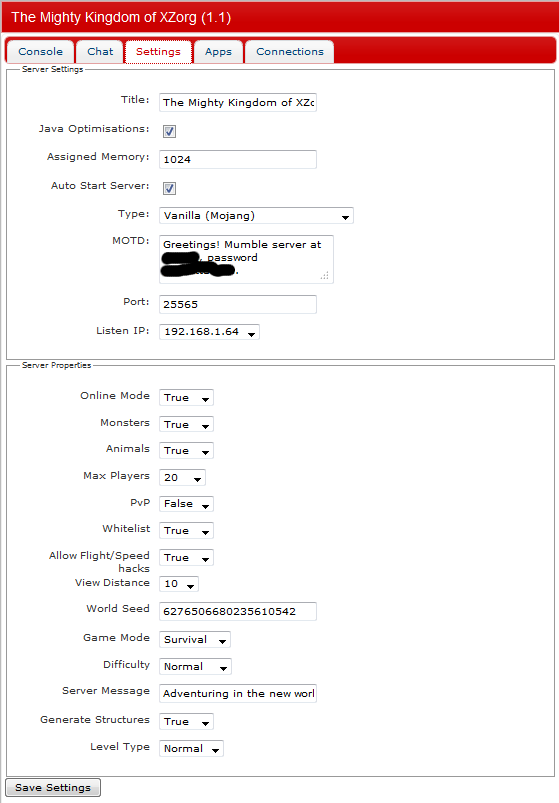 The Mighty Kingdom of XZorg (1.1)
Console Chat Settings Apps Connections
Server Settings
Title: The Mighty Kingdom of XZo
Java Optimisations:
Assigned Memory: 1024
Auto Start Server:
Type: Vanilla (Mojang)
MOTD: Greetings! Mumble server at
, password
.
Port: 25565
Listen IP: 192.168.1.64
Server Properties
Online Mode True
Monsters True
Animals True
Max Players 20
PvP False
Whitelist True
Allow Flight/Speed
hacks True
View Distance 10
World Seed 6276506680235610542
Game Mode Survival
Difficulty Normal
Server Message Adventuring in the new worl
Generate Structures True
Level Type Normal
Save Settings